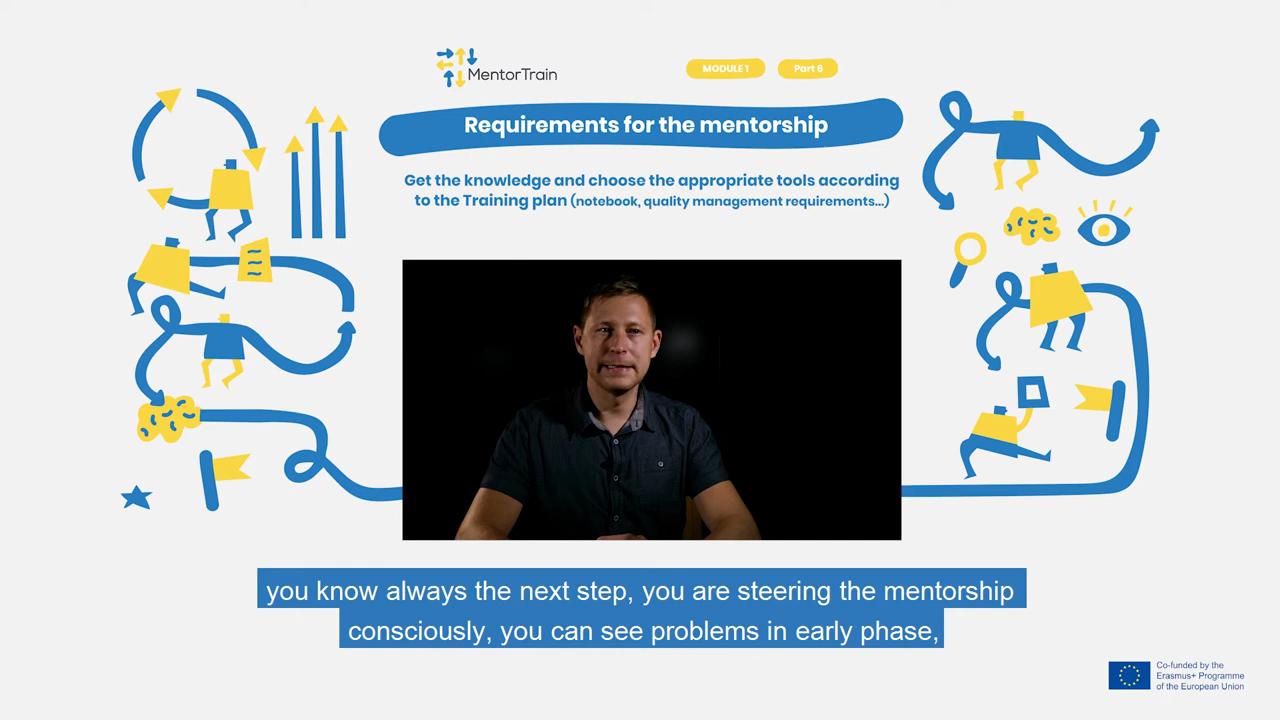 MentorTrain
MODULE 1
Part 6
Requirements for the mentorship
Get the knowledge and choose the appropriate tools according
to the Training plan (notebook, quality management requirements...)
you know always the next step, you are steering the mentorship
consciously, you can see problems in early phase,
Co-funded by the
Erasmus+ Programme
of the European Union